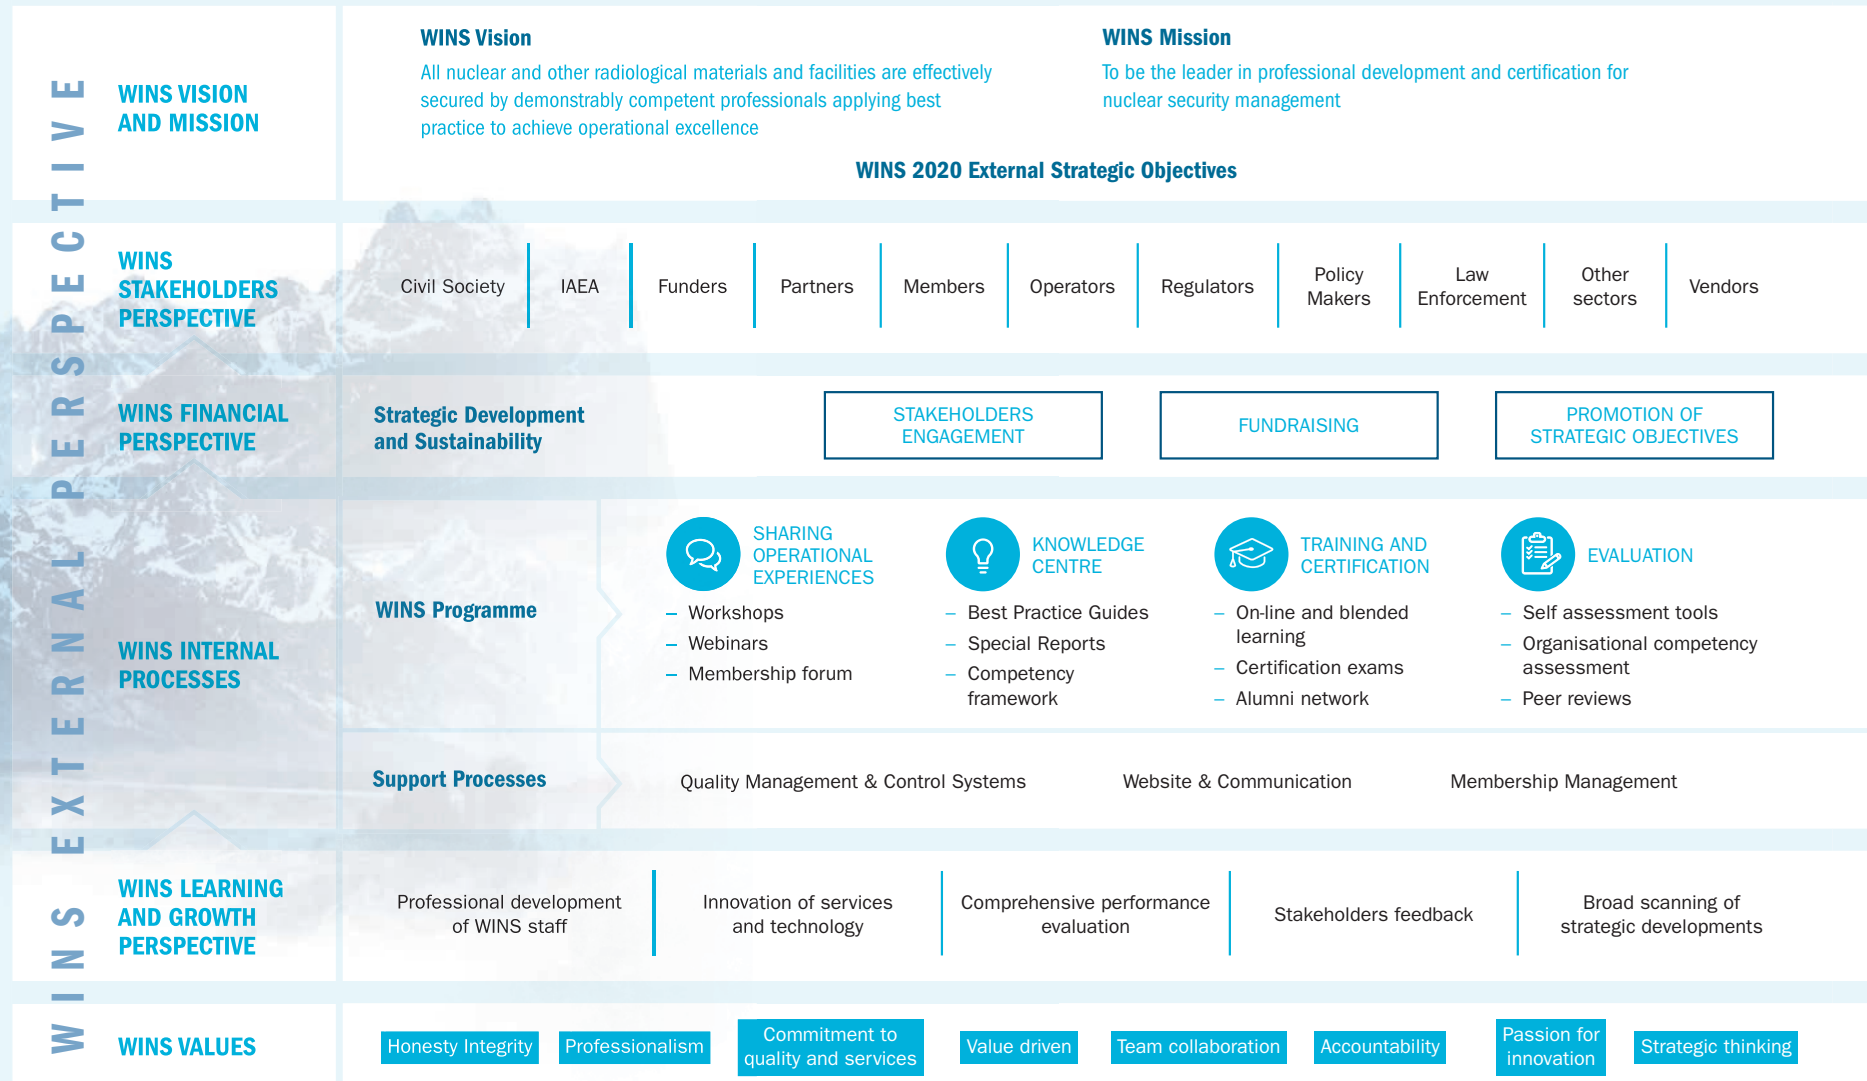 WINS EXTERNAL PERSPECTIVE
WINS VISION
AND MISSION
WINS Vision
All nuclear and other radiological materials and facilities are effectively
secured by demonstrably competent professionals applying best
practice to achieve operational excellence
WINS Mission
To be the leader in professional development and certification for
nuclear security management
WINS 2020 External Strategic Objectives
WINS
STAKEHOLDERS
PERSPECTIVE
Civil Society
IAEA
Funders
Partners
Members
Operators
Regulators
Policy
Makers
Law
Enforcement
Other
sectors
Vendors
WINS FINANCIAL
PERSPECTIVE
Strategic Development
and Sustainability
STAKEHOLDERS
ENGAGEMENT
FUNDRAISING
PROMOTION OF
STRATEGIC OBJECTIVES
WINS INTERNAL
PROCESSES
WINS Programme
SHARING
OPERATIONAL
EXPERIENCES
– Workshops
– Webinars
– Membership forum
KNOWLEDGE
CENTRE
– Best Practice Guides
– Special Reports
– Competency
framework
TRAINING AND
CERTIFICATION
– On-line and blended
learning
– Certification exams
– Alumni network
EVALUATION
– Self assessment tools
– Organisational competency
assessment
– Peer reviews
Support Processes
Quality Management & Control Systems
Website & Communication
Membership Management
WINS LEARNING
AND GROWTH
PERSPECTIVE
Professional development
of WINS staff
Innovation of services
and technology
Comprehensive performance
evaluation
Stakeholders feedback
Broad scanning of
strategic developments
WINS VALUES
Honesty Integrity
Professionalism
Commitment to
quality and services
Value driven
Team collaboration
Accountability
Passion for
innovation
Strategic thinking